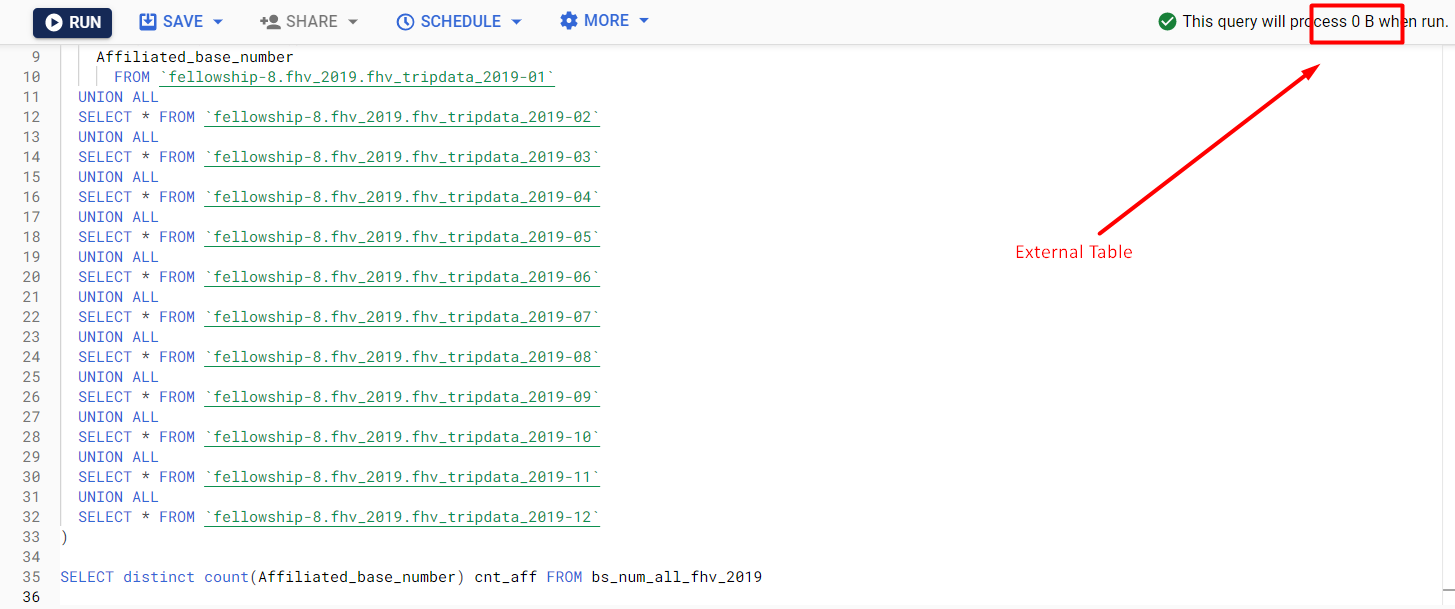 RUN SAVE SHARE SCHEDULE MORE This query will process 0 B when run.
9 Affiliated_base_number
10 FROM `fellowship-8.fhv_2019.fhv_tripdata_2019-01`
11 UNION ALL
12 SELECT * FROM `fellowship-8.fhv_2019.fhv_tripdata_2019-02`
13 UNION ALL
14 SELECT * FROM `fellowship-8.fhv_2019.fhv_tripdata_2019-03`
15 UNION ALL
16 SELECT * FROM `fellowship-8.fhv_2019.fhv_tripdata_2019-04`
17 UNION ALL
18 SELECT * FROM `fellowship-8.fhv_2019.fhv_tripdata_2019-05`
External Table
19 UNION ALL
20 SELECT * FROM `fellowship-8.fhv_2019.fhv_tripdata_2019-06`
21 UNION ALL
22 SELECT * FROM `fellowship-8.fhv_2019.fhv_tripdata_2019-07`
23 UNION ALL
24 SELECT * FROM `fellowship-8.fhv_2019.fhv_tripdata_2019-08`
25 UNION ALL
26 SELECT * FROM `fellowship-8.fhv_2019.fhv_tripdata_2019-09`
27 UNION ALL
28 SELECT * FROM `fellowship-8.fhv_2019.fhv_tripdata_2019-10`
29 UNION ALL
30 SELECT * FROM `fellowship-8.fhv_2019.fhv_tripdata_2019-11`
31 UNION ALL
32 SELECT * FROM `fellowship-8.fhv_2019.fhv_tripdata_2019-12`
33 )
34
35 SELECT distinct count(Affiliated_base_number) cnt_aff FROM bs_num_all_fhv_2019
36